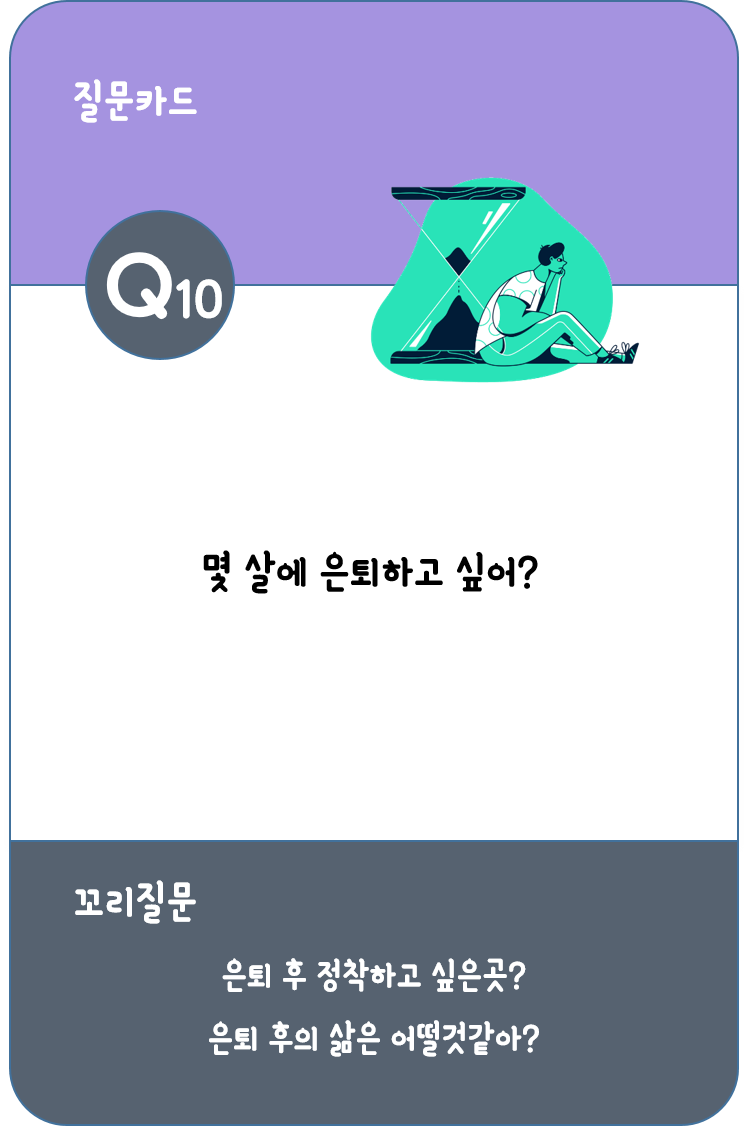 질문카드
Q10
몇 살에 은퇴하고 싶어?
꼬리질문
은퇴 후 정착하고 싶은곳?
은퇴 후의 삶은 어떨것같아?